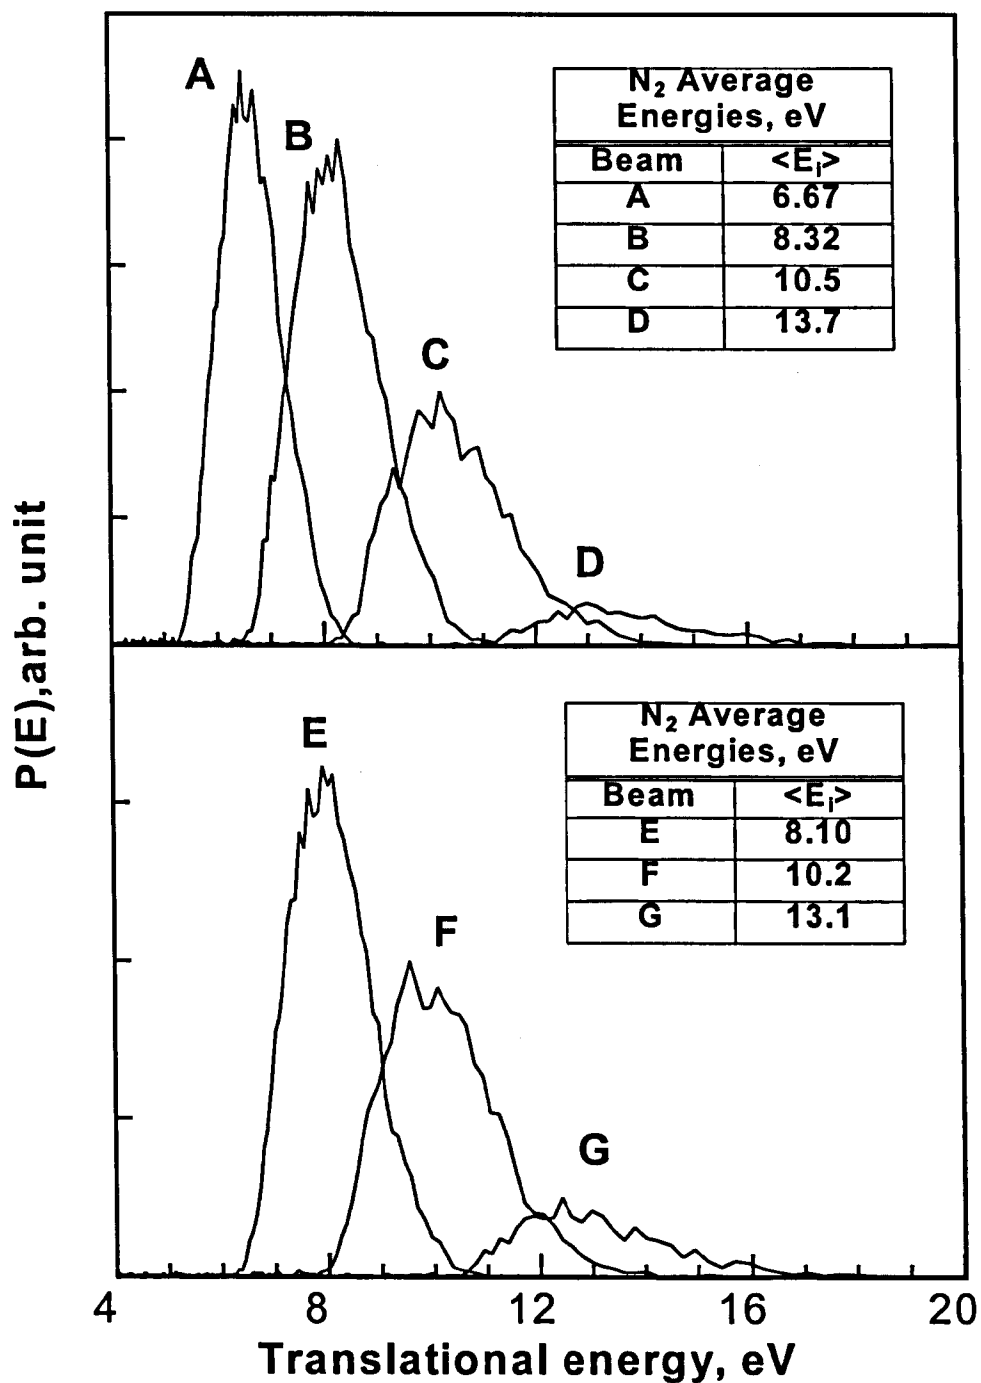 A
B
C
D
N₂ Average
Energies, eV
Beam <Eᵢ>
A 6.67
B 8.32
C 10.5
D 13.7
P(E),arb. unit
E
F
G
N₂ Average
Energies, eV
Beam <Eᵢ>
E 8.10
F 10.2
G 13.1
4 8 12 16 20
Translational energy, eV